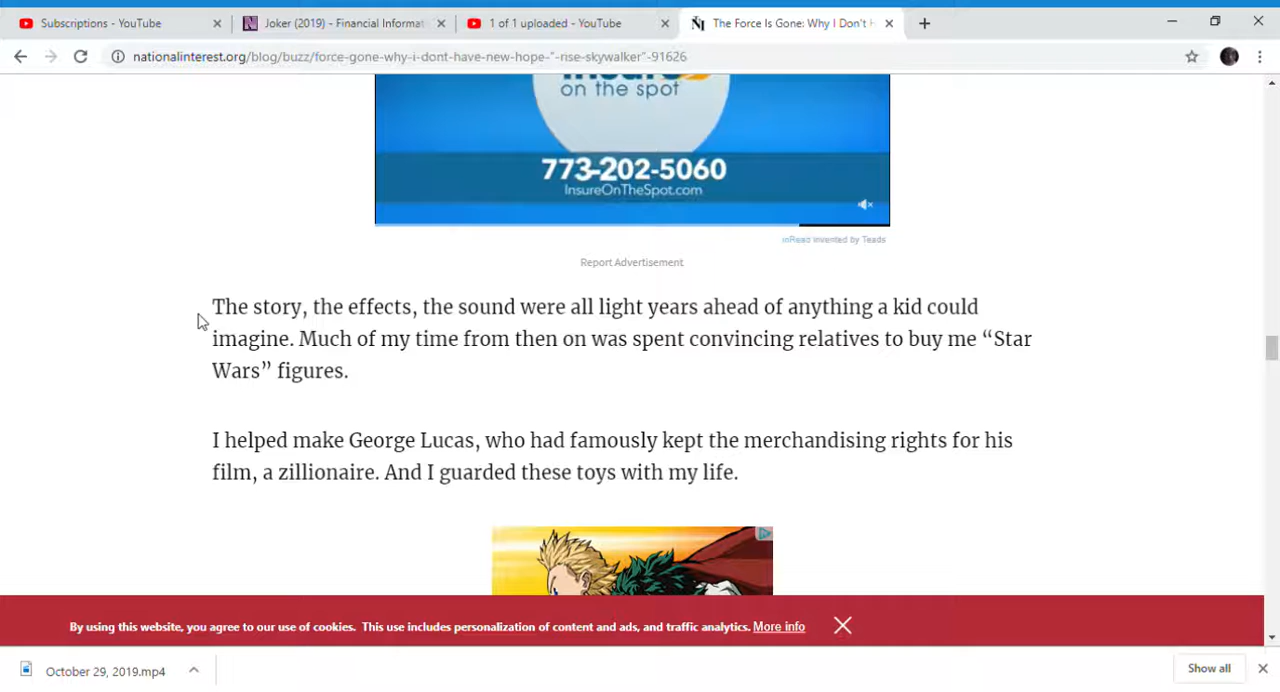 Subscriptions - YouTube
Joker (2019) - Financial Informat
1 of 1 uploaded - YouTube
NI
The Force Is Gone: Why I Don't H
nationalinterest.org/blog/buzz/force-gone-why-i-dont-have-new-hope-"-rise-skywalker"-91626
on the spot
773-202-5060
InsureOnTheSpot.com
inRead invented by Teads
Report Advertisement
The story, the effects, the sound were all light years ahead of anything a kid could
imagine. Much of my time from then on was spent convincing relatives to buy me “Star
Wars” figures.
I helped make George Lucas, who had famously kept the merchandising rights for his
film, a zillionaire. And I guarded these toys with my life.
By using this website, you agree to our use of cookies. This use includes personalization of content and ads, and traffic analytics. More info
October 29, 2019.mp4
Show all